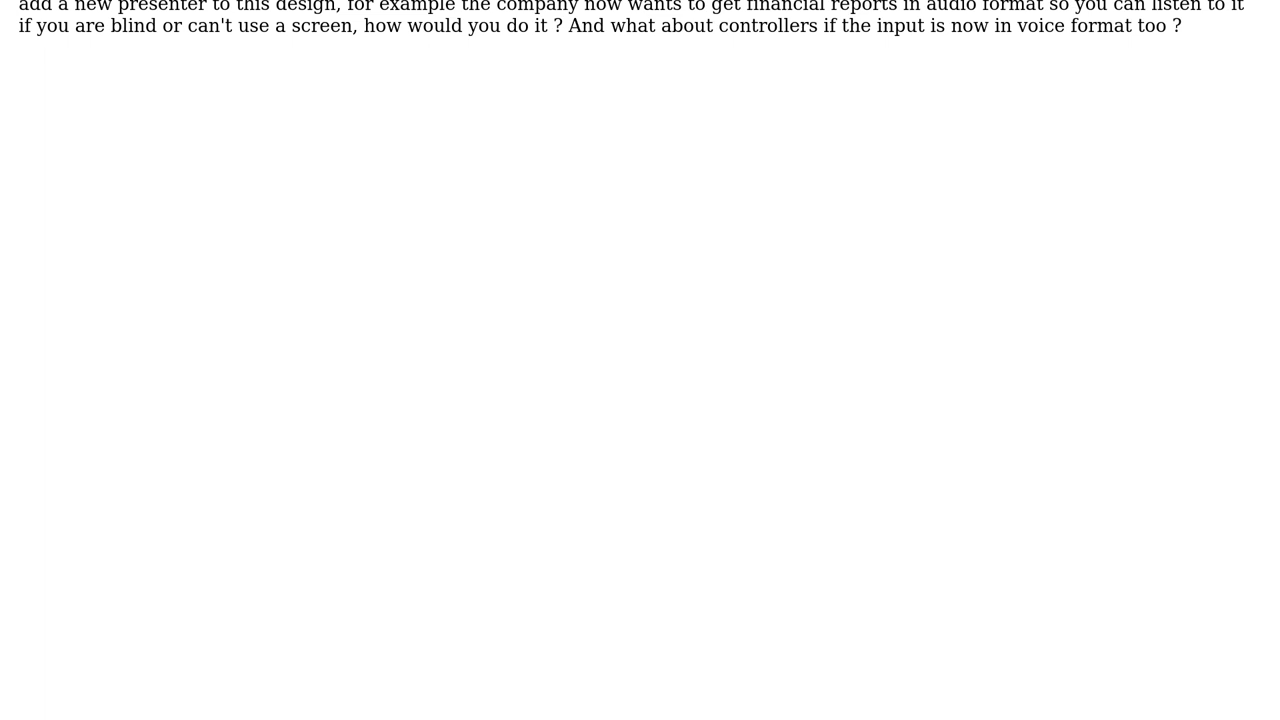 add a new presenter to this design, for example the company now wants to get financial reports in audio format so you can listen to it
if you are blind or can't use a screen, how would you do it ? And what about controllers if the input is now in voice format too ?